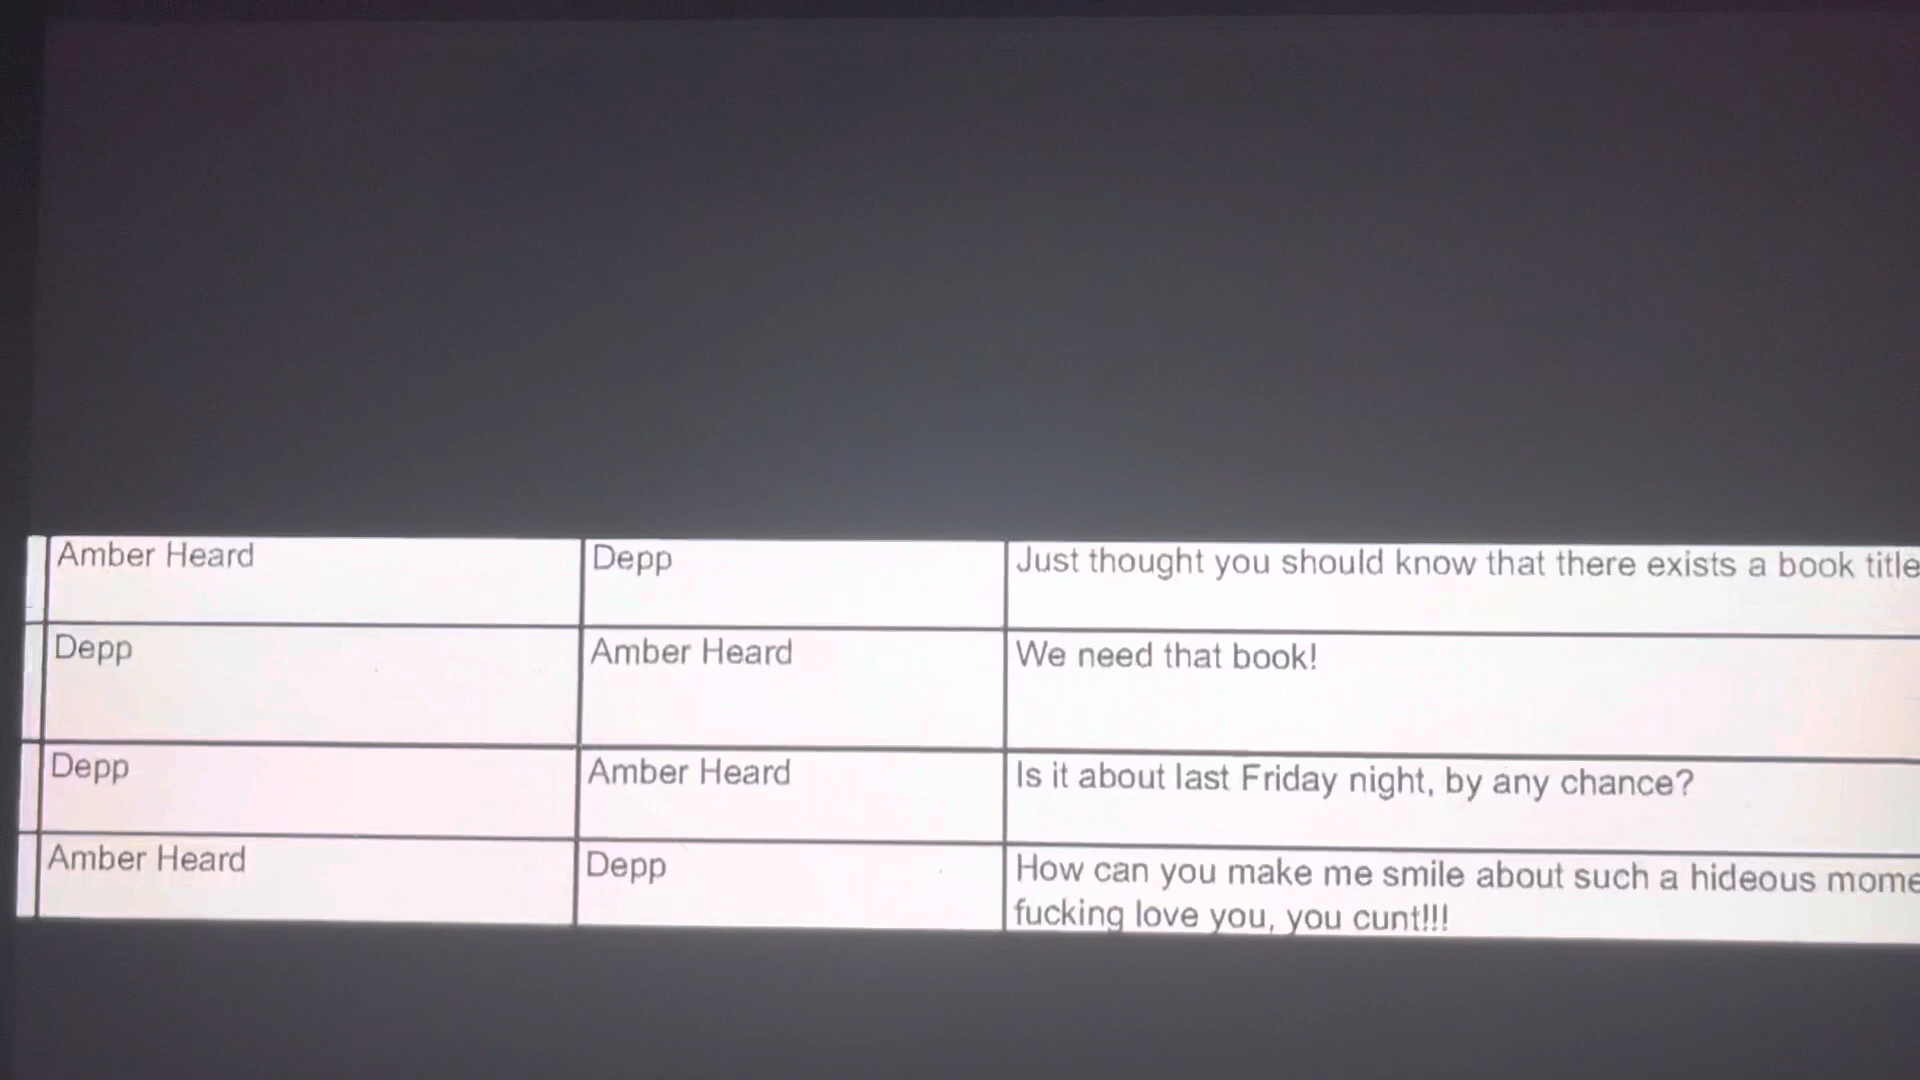 Amber Heard Depp Just thought you should know that there exists a book
Depp Amber Heard We need that book!
Depp Amber Heard Is it about last Friday night, by any chance?
Amber Heard Depp How can you make me smile about such a hideous
fucking love you, you cunt!!!